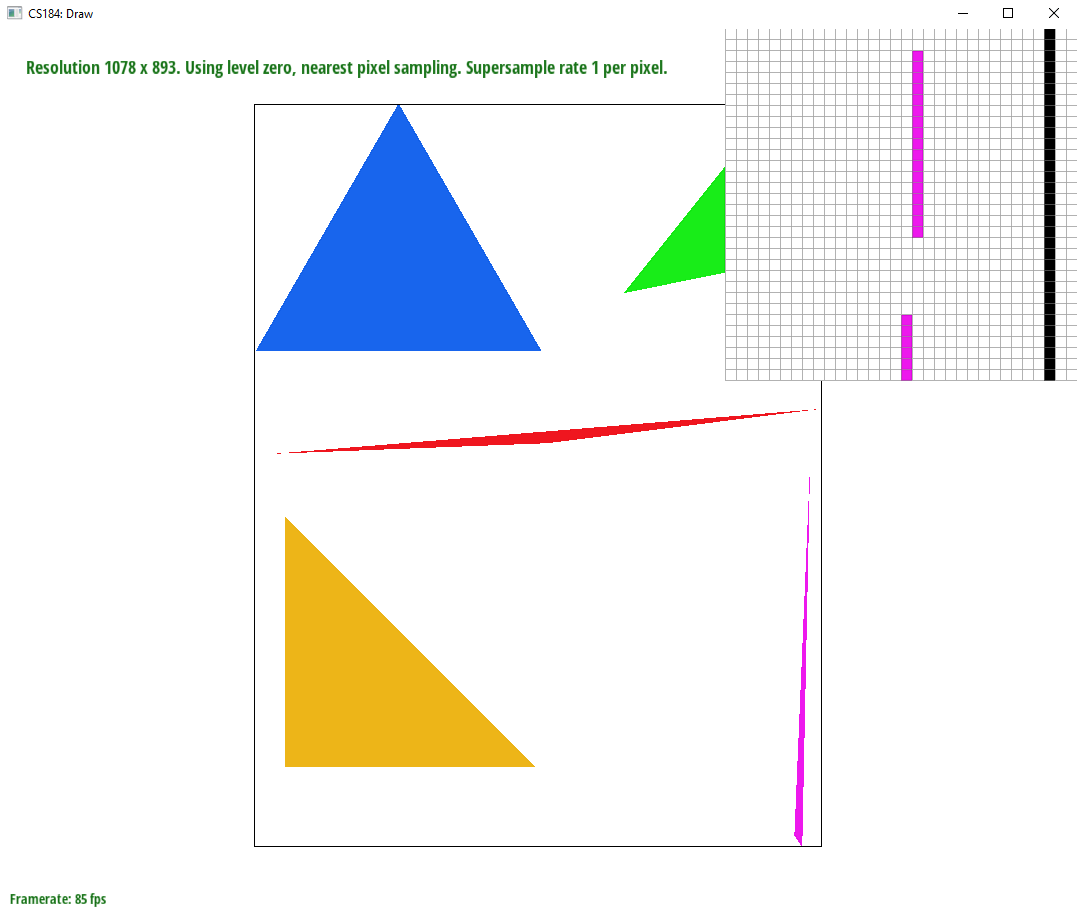 CS184: Draw
Resolution 1078 x 893. Using level zero, nearest pixel sampling. Supersample rate 1 per pixel.
Framerate: 85 fps